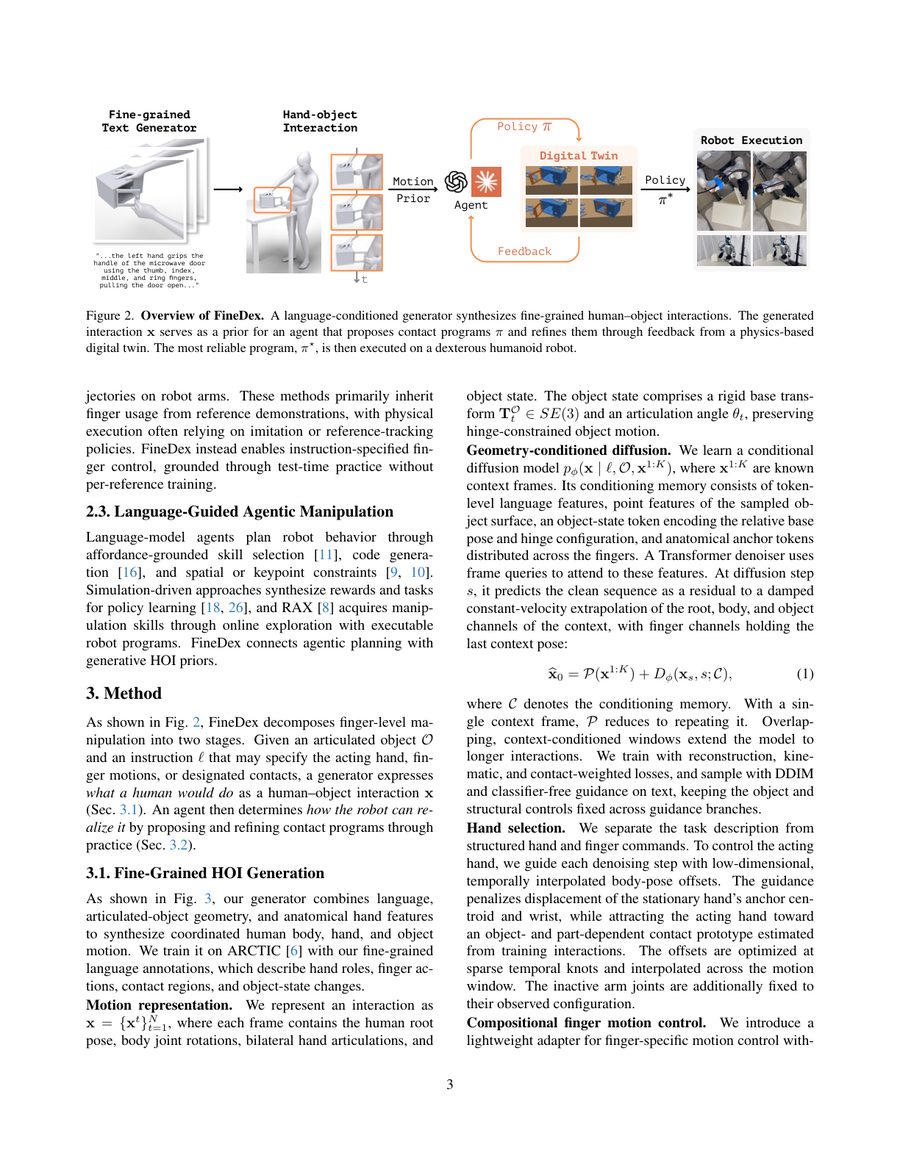 Fine-grained
Text Generator
"...the left hand grips the
handle of the microwave door
using the thumb, index,
middle, and ring fingers,
pulling the door open..."
Hand-object
Interaction
t
Motion
Prior
Agent
Policy π
Digital Twin
Feedback
Policy
π*
Robot Execution
Figure 2. Overview of FineDex. A language-conditioned generator synthesizes fine-grained human–object interactions. The generated
interaction x serves as a prior for an agent that proposes contact programs π and refines them through feedback from a physics-based
digital twin. The most reliable program, π⋆, is then executed on a dexterous humanoid robot.
jectories on robot arms. These methods primarily inherit
finger usage from reference demonstrations, with physical
execution often relying on imitation or reference-tracking
policies. FineDex instead enables instruction-specified fin-
ger control, grounded through test-time practice without
per-reference training.
2.3. Language-Guided Agentic Manipulation
Language-model agents plan robot behavior through
affordance-grounded skill selection [11], code genera-
tion [16], and spatial or keypoint constraints [9, 10].
Simulation-driven approaches synthesize rewards and tasks
for policy learning [18, 26], and RAX [8] acquires manip-
ulation skills through online exploration with executable
robot programs. FineDex connects agentic planning with
generative HOI priors.
3. Method
As shown in Fig. 2, FineDex decomposes finger-level ma-
nipulation into two stages. Given an articulated object O
and an instruction ℓ that may specify the acting hand, fin-
ger motions, or designated contacts, a generator expresses
what a human would do as a human–object interaction x
(Sec. 3.1). An agent then determines how the robot can re-
alize it by proposing and refining contact programs through
practice (Sec. 3.2).
3.1. Fine-Grained HOI Generation
As shown in Fig. 3, our generator combines language,
articulated-object geometry, and anatomical hand features
to synthesize coordinated human body, hand, and object
motion. We train it on ARCTIC [6] with our fine-grained
language annotations, which describe hand roles, finger ac-
tions, contact regions, and object-state changes.
Motion representation. We represent an interaction as
x = {xᵗ}ᴺₜ₌₁, where each frame contains the human root
pose, body joint rotations, bilateral hand articulations, and
object state. The object state comprises a rigid base trans-
form T_t^O ∈ SE(3) and an articulation angle θₜ, preserving
hinge-constrained object motion.
Geometry-conditioned diffusion. We learn a conditional
diffusion model p_ϕ(x | ℓ, O, x^{1:K}), where x^{1:K} are known
context frames. Its conditioning memory consists of token-
level language features, point features of the sampled ob-
ject surface, an object-state token encoding the relative base
pose and hinge configuration, and anatomical anchor tokens
distributed across the fingers. A Transformer denoiser uses
frame queries to attend to these features. At diffusion step
s, it predicts the clean sequence as a residual to a damped
constant-velocity extrapolation of the root, body, and object
channels of the context, with finger channels holding the
last context pose:
x̂₀ = P(x^{1:K}) + D_ϕ(x_s, s; C), (1)
where C denotes the conditioning memory. With a sin-
gle context frame, P reduces to repeating it. Overlap-
ping, context-conditioned windows extend the model to
longer interactions. We train with reconstruction, kine-
matic, and contact-weighted losses, and sample with DDIM
and classifier-free guidance on text, keeping the object and
structural controls fixed across guidance branches.
Hand selection. We separate the task description from
structured hand and finger commands. To control the acting
hand, we guide each denoising step with low-dimensional,
temporally interpolated body-pose offsets. The guidance
penalizes displacement of the stationary hand's anchor cen-
troid and wrist, while attracting the acting hand toward
an object- and part-dependent contact prototype estimated
from training interactions. The offsets are optimized at
sparse temporal knots and interpolated across the motion
window. The inactive arm joints are additionally fixed to
their observed configuration.
Compositional finger motion control. We introduce a
lightweight adapter for finger-specific motion control with-
3